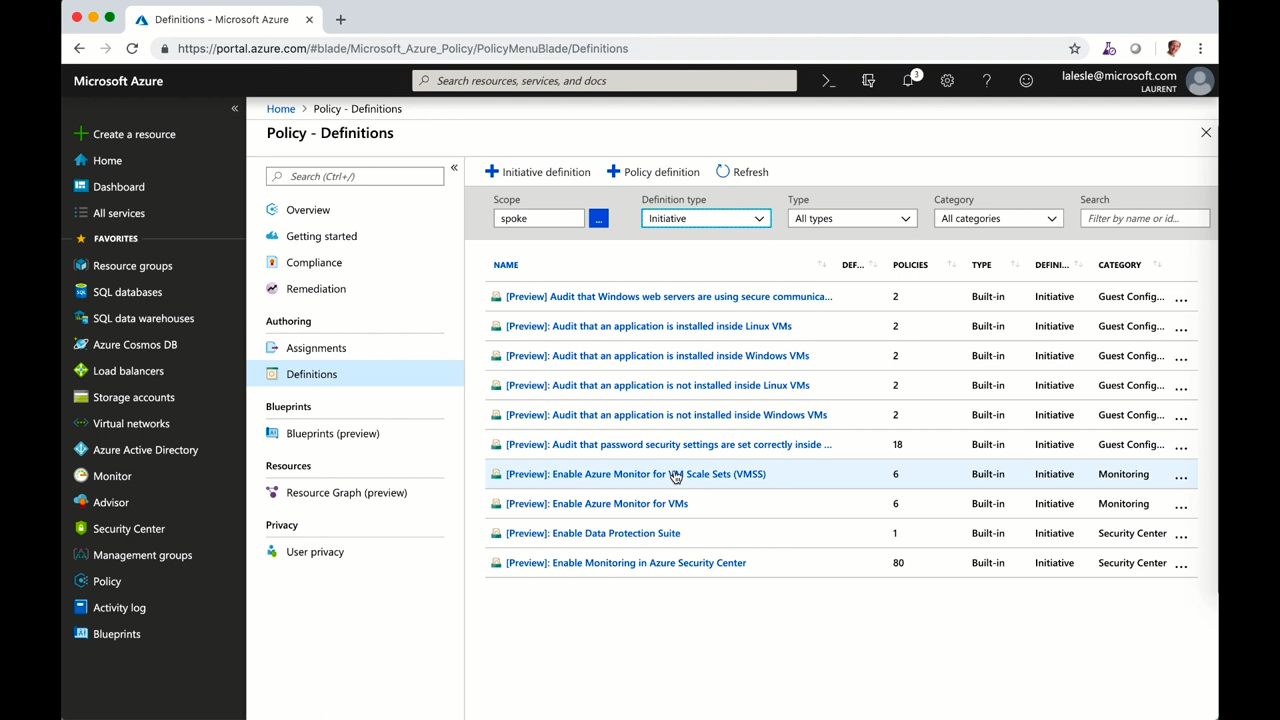 Definitions - Microsoft Azure
https://portal.azure.com/#blade/Microsoft_Azure_Policy/PolicyMenuBlade/Definitions
Microsoft Azure
Search resources, services, and docs
3
lalesle@microsoft.com
LAURENT
Create a resource
Home
Dashboard
All services
FAVORITES
Resource groups
SQL databases
SQL data warehouses
Azure Cosmos DB
Load balancers
Storage accounts
Virtual networks
Azure Active Directory
Monitor
Advisor
Security Center
Management groups
Policy
Activity log
Blueprints
Home > Policy - Definitions
Policy - Definitions
Search (Ctrl+/)
Overview
Getting started
Compliance
Remediation
Authoring
Assignments
Definitions
Blueprints
Blueprints (preview)
Resources
Resource Graph (preview)
Privacy
User privacy
Initiative definition Policy definition Refresh
Scope Definition type Type Category Search
spoke ... Initiative All types All categories Filter by name or id...
NAME DEF... POLICIES TYPE DEFINI... CATEGORY
[Preview] Audit that Windows web servers are using secure communica... 2 Built-in Initiative Guest Config... ...
[Preview]: Audit that an application is installed inside Linux VMs 2 Built-in Initiative Guest Config... ...
[Preview]: Audit that an application is installed inside Windows VMs 2 Built-in Initiative Guest Config... ...
[Preview]: Audit that an application is not installed inside Linux VMs 2 Built-in Initiative Guest Config... ...
[Preview]: Audit that an application is not installed inside Windows VMs 2 Built-in Initiative Guest Config... ...
[Preview]: Audit that password security settings are set correctly inside ... 18 Built-in Initiative Guest Config... ...
[Preview]: Enable Azure Monitor for VM Scale Sets (VMSS) 6 Built-in Initiative Monitoring ...
[Preview]: Enable Azure Monitor for VMs 6 Built-in Initiative Monitoring ...
[Preview]: Enable Data Protection Suite 1 Built-in Initiative Security Center ...
[Preview]: Enable Monitoring in Azure Security Center 80 Built-in Initiative Security Center ...